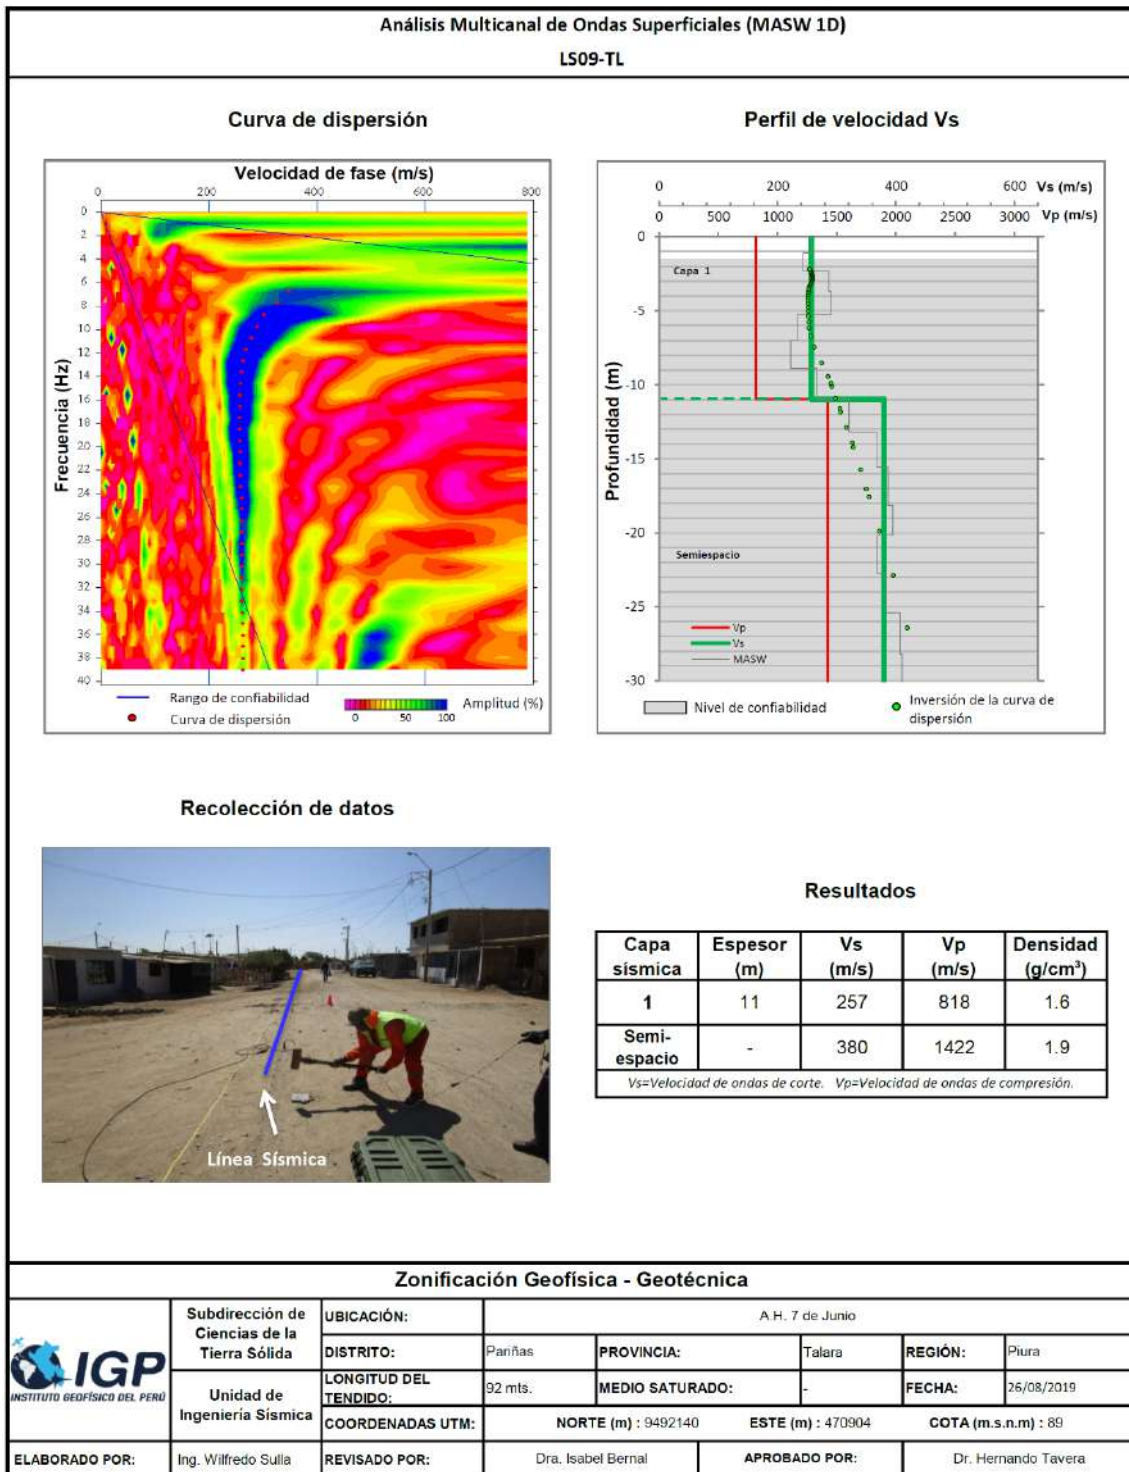 Análisis Multicanal de Ondas Superficiales (MASW 1D)
LS09-TL
Curva de dispersión
Velocidad de fase (m/s)
0 200 400 600 800
Frecuencia (Hz)
0
2
4
6
8
10
12
14
16
18
20
22
24
26
28
30
32
34
36
38
40
Rango de confiabilidad
Curva de dispersión
Amplitud (%)
0 50 100
Perfil de velocidad Vs
0 200 400 600 Vs (m/s)
0 500 1000 1500 2000 2500 3000 Vp (m/s)
Profundidad (m)
0
-5
-10
-15
-20
-25
-30
Capa 1
Semiespacio
Vp
Vs
MASW
Nivel de confiabilidad
Inversión de la curva de
dispersión
Recolección de datos
Línea Sísmica
Resultados
Capa sísmica Espesor (m) Vs (m/s) Vp (m/s) Densidad (g/cm³)
1 11 257 818 1.6
Semi-espacio - 380 1422 1.9
Vs=Velocidad de ondas de corte. Vp=Velocidad de ondas de compresión.
Zonificación Geofísica - Geotécnica
IGP
INSTITUTO GEOFÍSICO DEL PERÚ
Subdirección de
Ciencias de la
Tierra Sólida
Unidad de
Ingeniería Sísmica
UBICACIÓN: A.H. 7 de Junio
DISTRITO: Pariñas PROVINCIA: Talara REGIÓN: Piura
LONGITUD DEL TENDIDO: 92 mts. MEDIO SATURADO: - FECHA: 26/08/2019
COORDENADAS UTM: NORTE (m) : 9492140 ESTE (m) : 470904 COTA (m.s.n.m) : 89
ELABORADO POR: Ing. Wilfredo Sulla REVISADO POR: Dra. Isabel Bernal APROBADO POR: Dr. Hernando Tavera